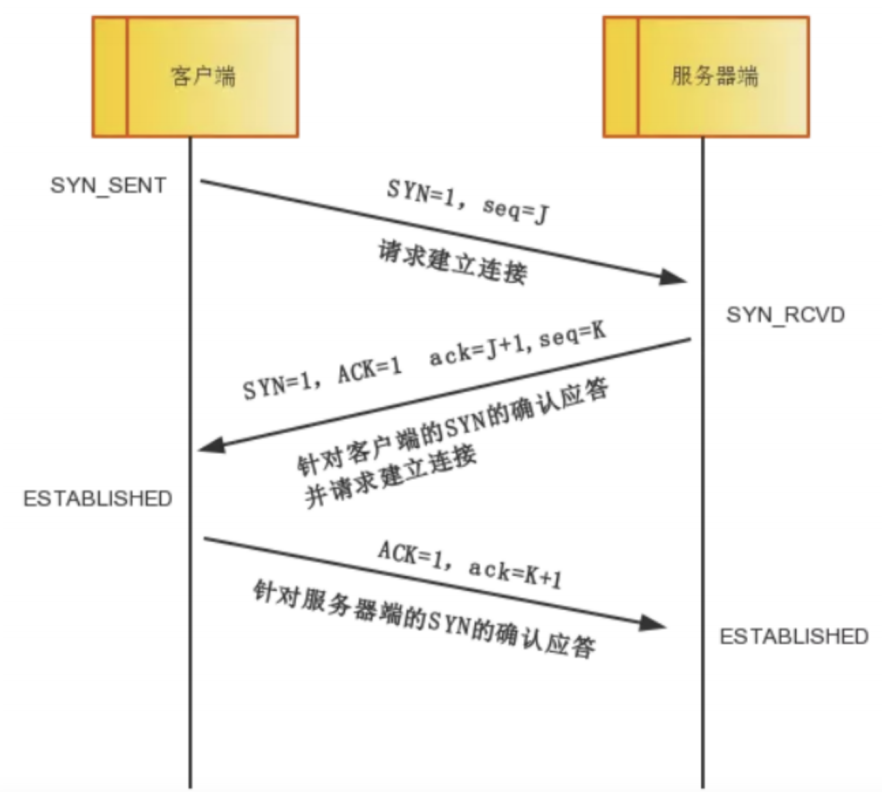 客户端
服务器端
SYN_SENT
SYN=1, seq=J
请求建立连接
SYN_RCVD
SYN=1, ACK=1 ack=J+1,seq=K
针对客户端的SYN的确认应答
并请求建立连接
ESTABLISHED
ACK=1, ack=K+1
针对服务器端的SYN的确认应答
ESTABLISHED